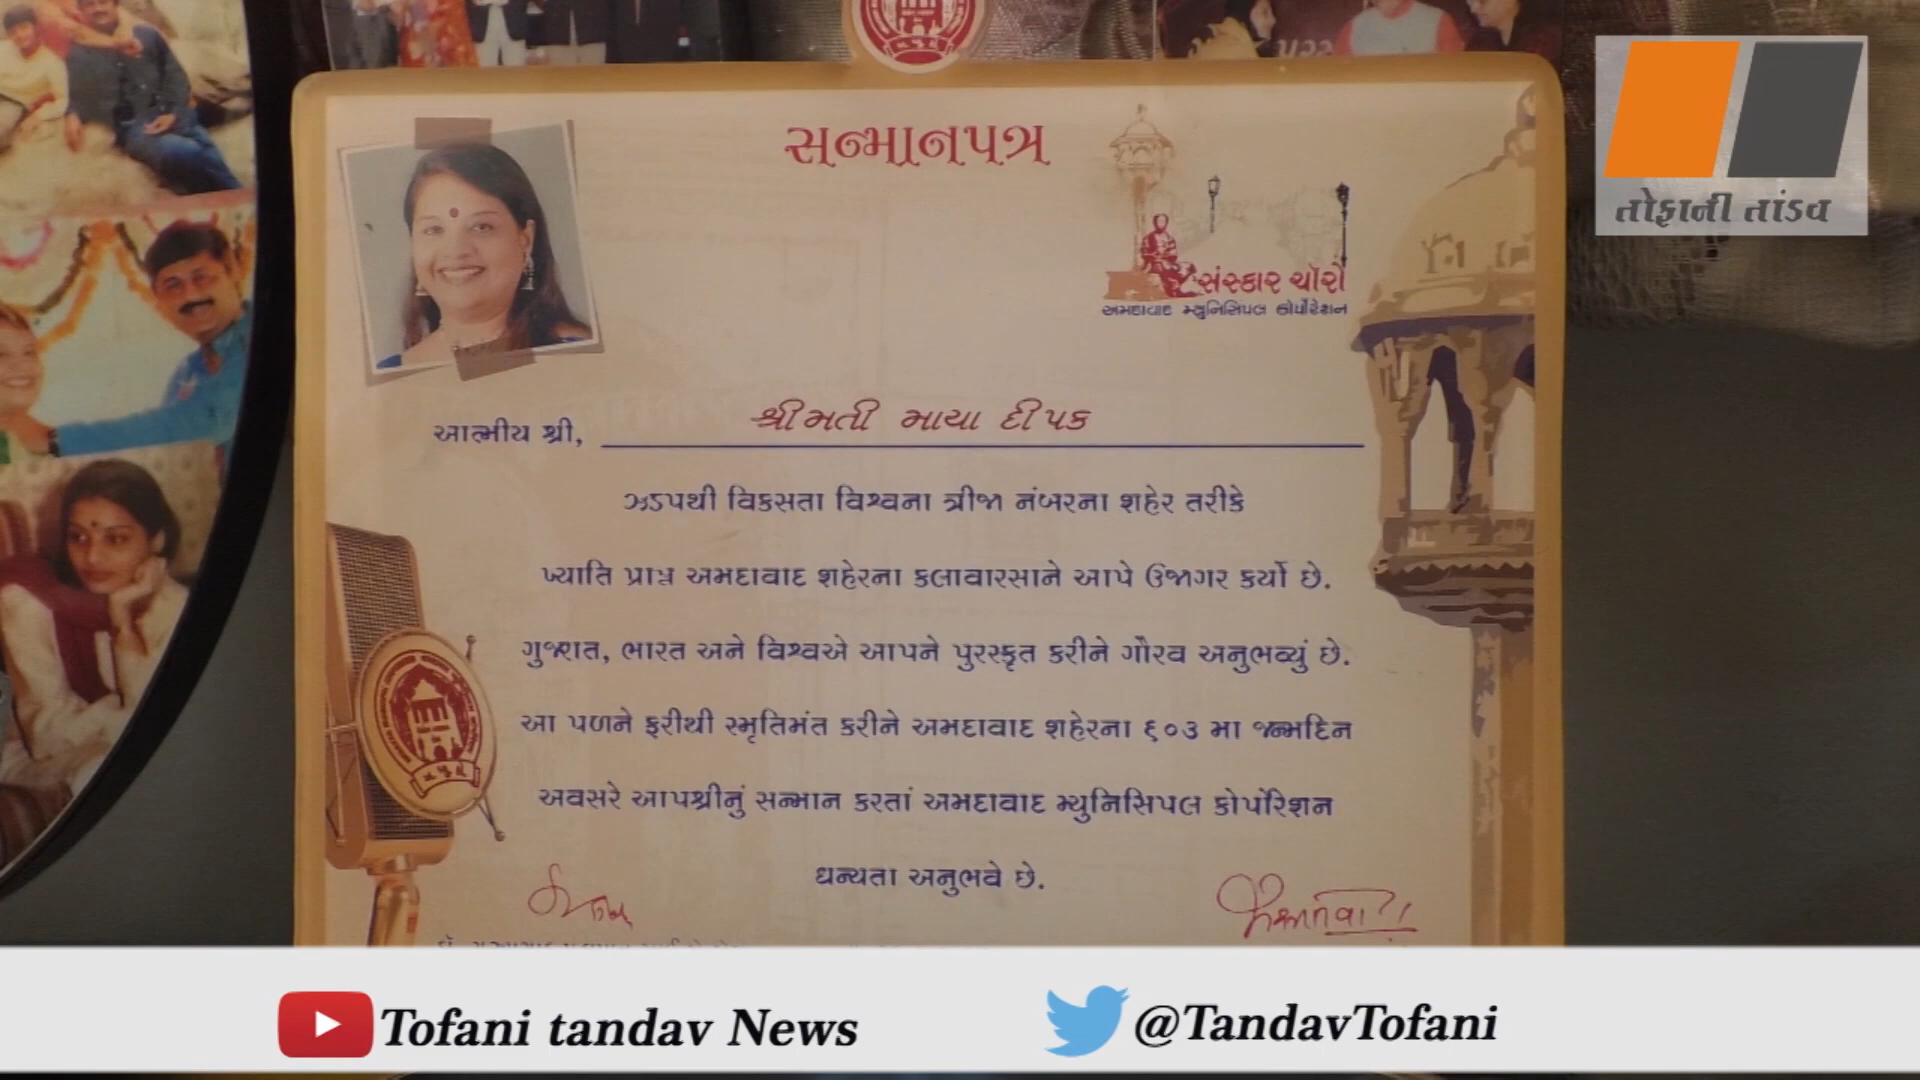 સન્માનપત્ર
તોફાની તાંડવ
સંસ્કાર ચોરો
અમદાવાદ મ્યુનિસિપલ કોર્પોરેશન
આત્મીય શ્રી, શ્રીમતી માયા દીપક
ઝડપથી વિકસતા વિશ્વના ત્રીજા નંબરના શહેર તરીકે
ખ્યાતિ પ્રાપ્ત અમદાવાદ શહેરના કલાવારસાને આપે ઉજાગર કર્યો છે.
ગુજરાત, ભારત અને વિશ્વએ આપને પુરસ્કૃત કરીને ગૌરવ અનુભવ્યું છે.
આ પળને ફરીથી સ્મૃતિમંત કરીને અમદાવાદ શહેરના ૬૦૩ મા જન્મદિન
અવસરે આપશ્રીનું સન્માન કરતાં અમદાવાદ મ્યુનિસિપલ કોર્પોરેશન
ધન્યતા અનુભવે છે.
Tofani tandav News
@TandavTofani